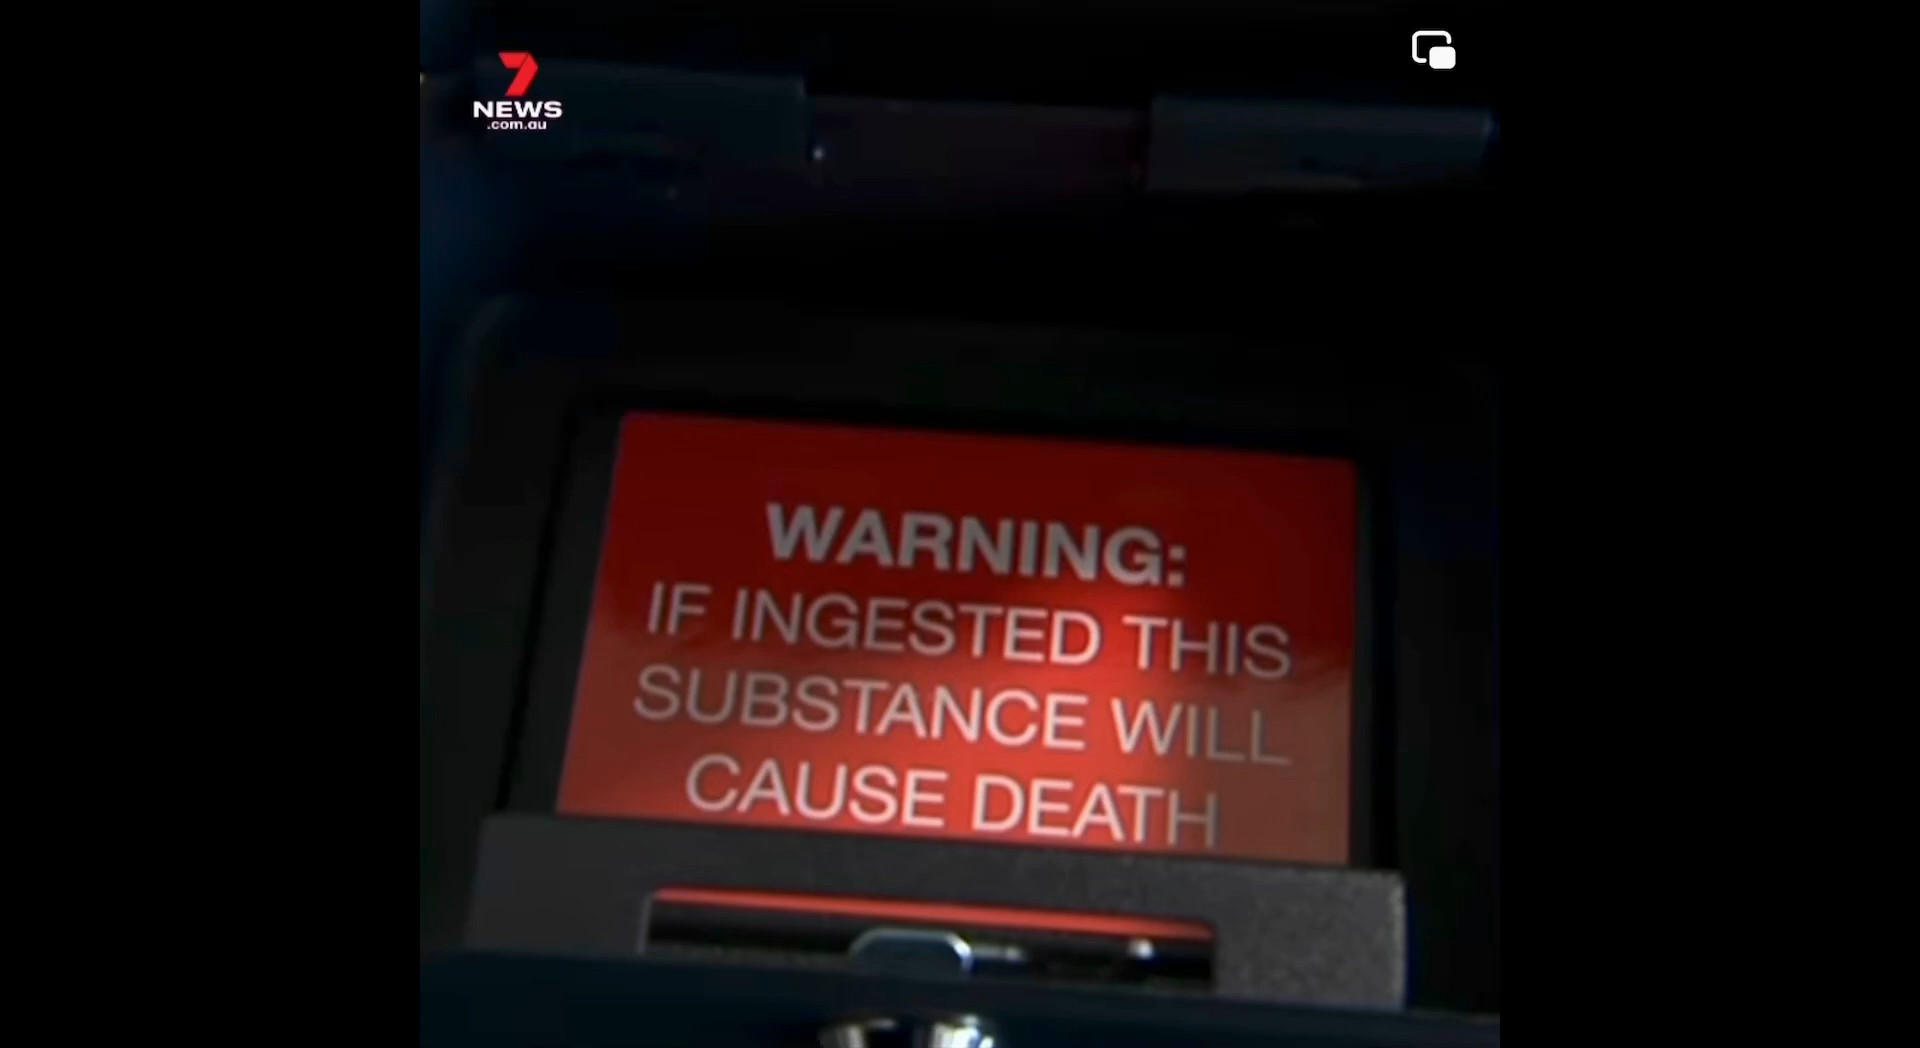 7
NEWS
.com.au
WARNING:
IF INGESTED THIS
SUBSTANCE WILL
CAUSE DEATH